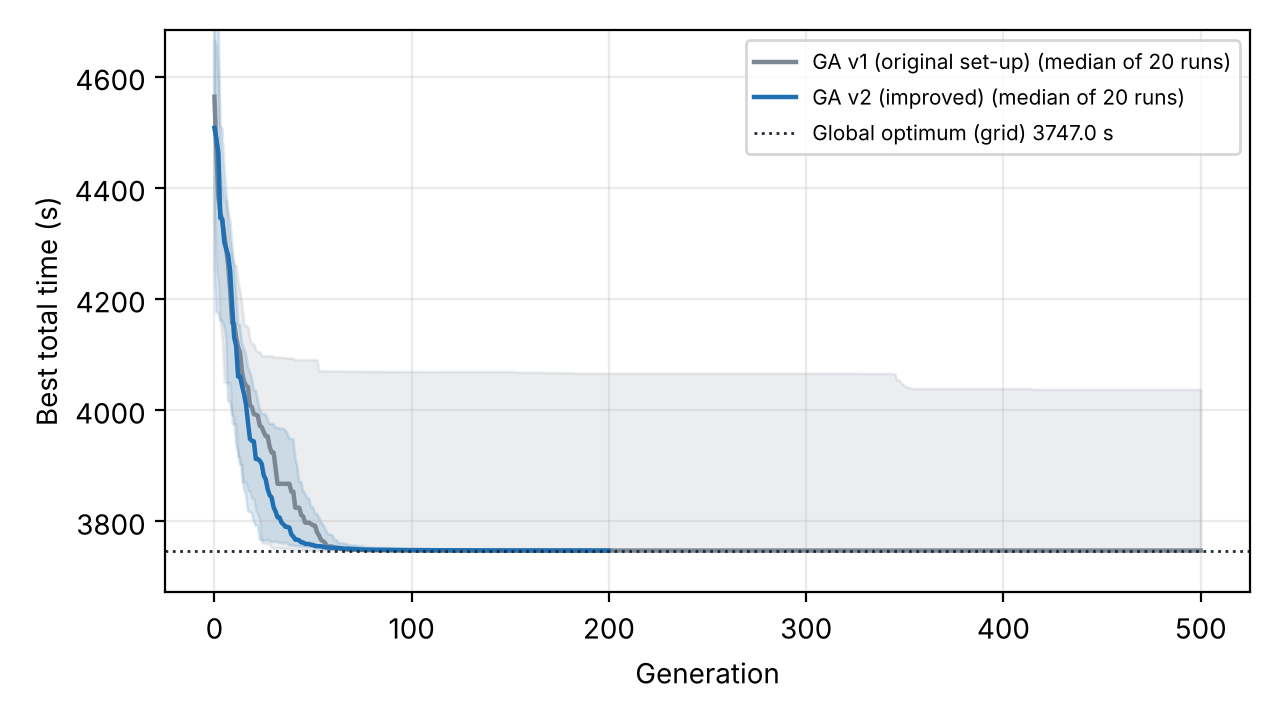 GA v1 (original set-up) (median of 20 runs)
GA v2 (improved) (median of 20 runs)
Global optimum (grid) 3747.0 s
Best total time (s)
4600
4400
4200
4000
3800
0 100 200 300 400 500
Generation